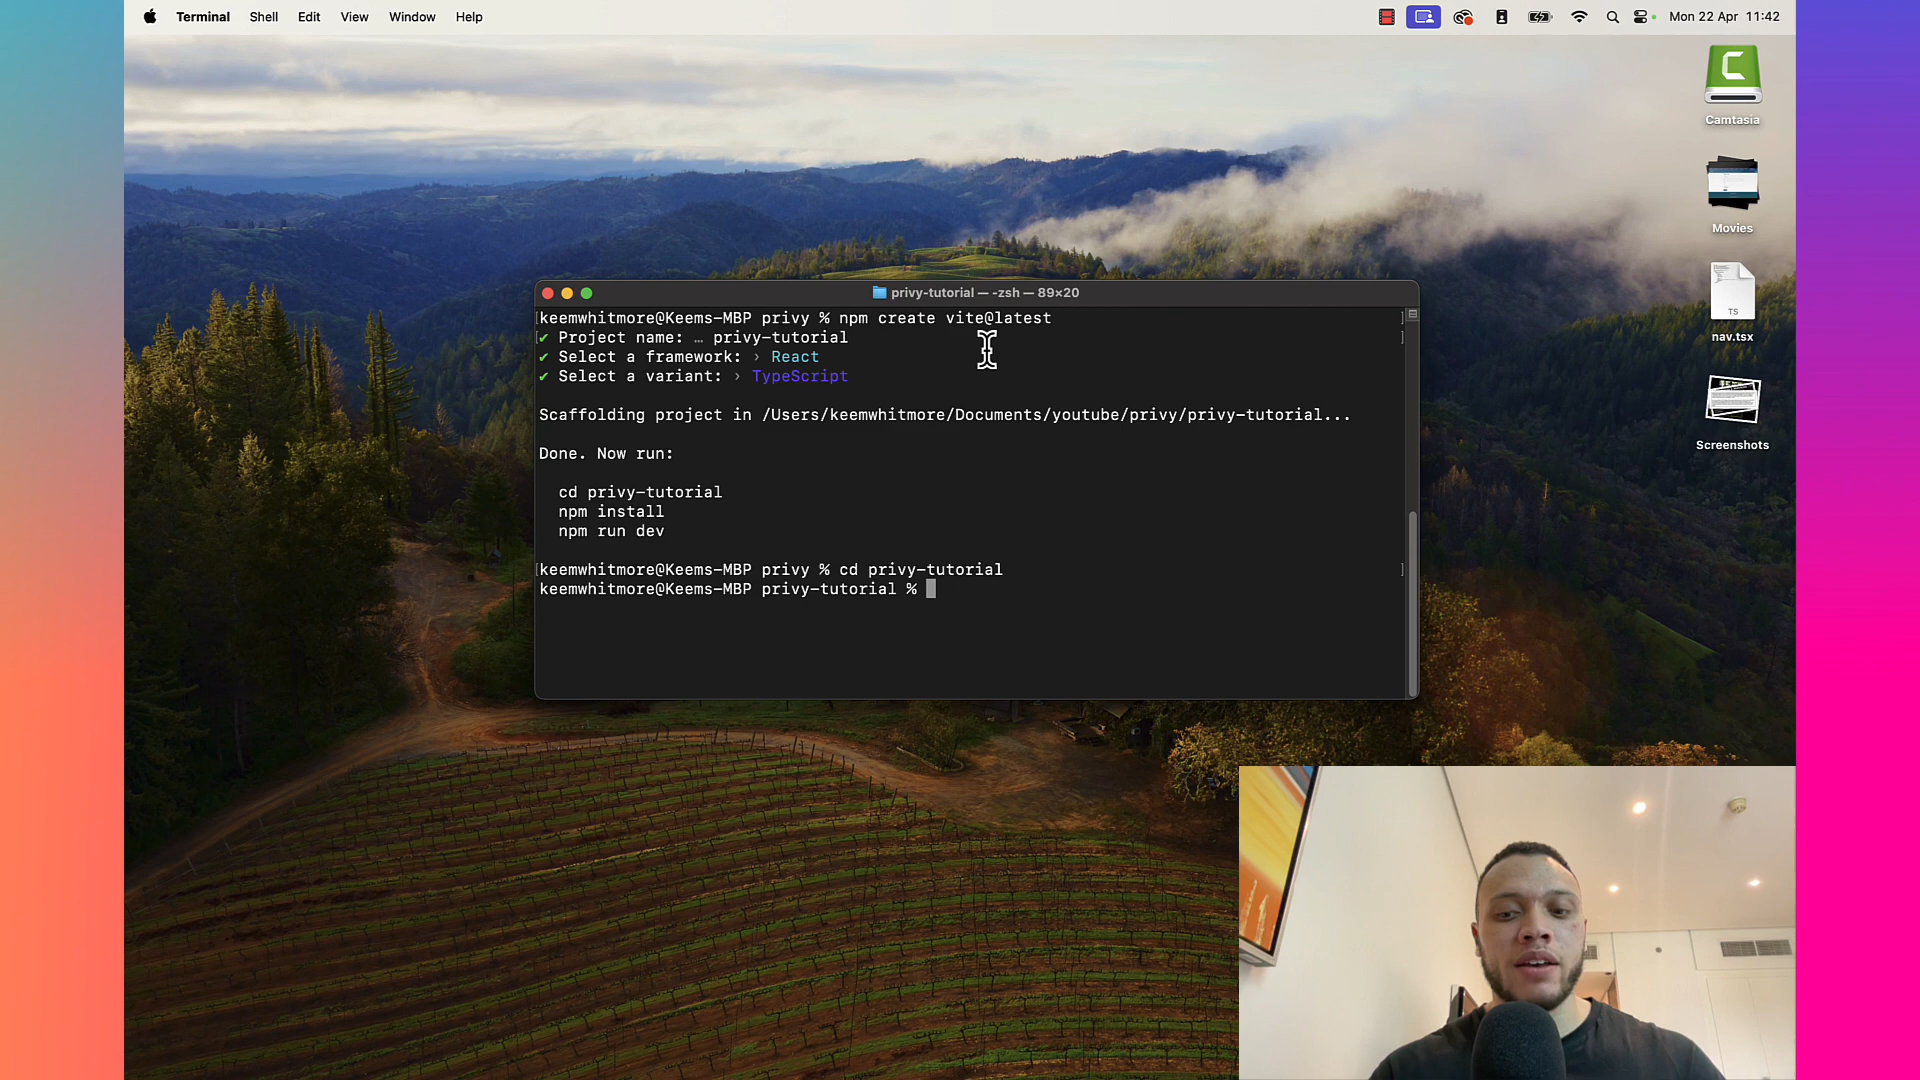 Terminal Shell Edit View Window Help Mon 22 Apr 11:42
Camtasia
Movies
TS
nav.tsx
Screenshots
privy-tutorial — -zsh — 89×20
keemwhitmore@Keems-MBP privy % npm create vite@latest
✔ Project name: … privy-tutorial
✔ Select a framework: › React
✔ Select a variant: › TypeScript
Scaffolding project in /Users/keemwhitmore/Documents/youtube/privy/privy-tutorial...
Done. Now run:
cd privy-tutorial
npm install
npm run dev
keemwhitmore@Keems-MBP privy % cd privy-tutorial
keemwhitmore@Keems-MBP privy-tutorial %